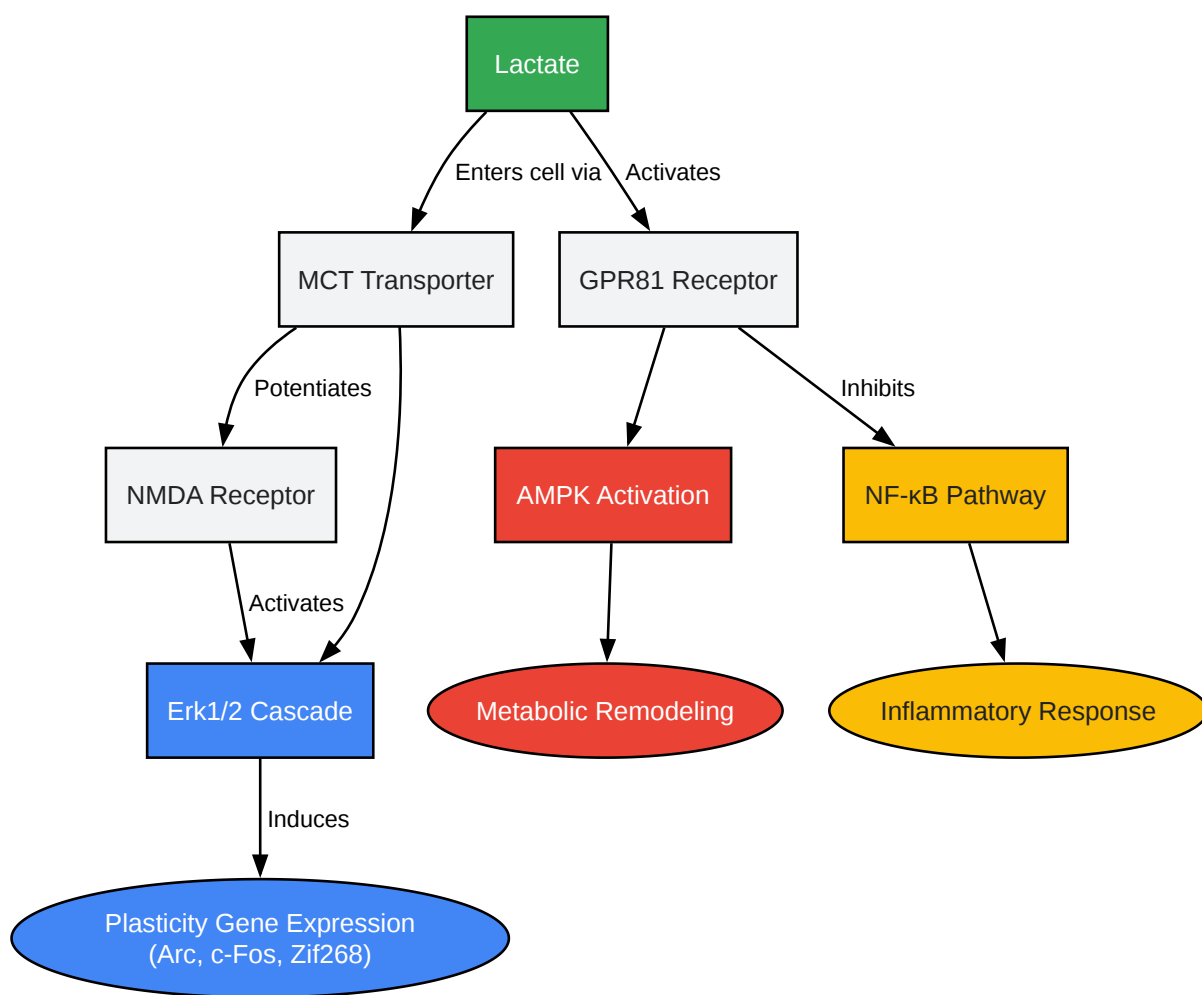 Lactate
Enters cell via
Activates
MCT Transporter
GPR81 Receptor
Potentiates
Inhibits
NMDA Receptor
AMPK Activation
NF-κB Pathway
Activates
Erk1/2 Cascade
Metabolic Remodeling
Inflammatory Response
Induces
Plasticity Gene Expression
(Arc, c-Fos, Zif268)